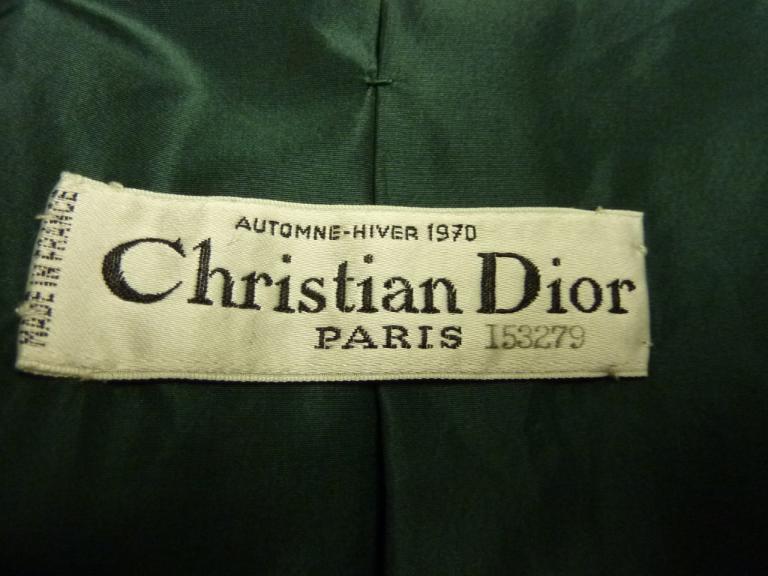 AUTOMNE-HIVER 1970
Christian Dior
PARIS 153279
MADE IN FRANCE